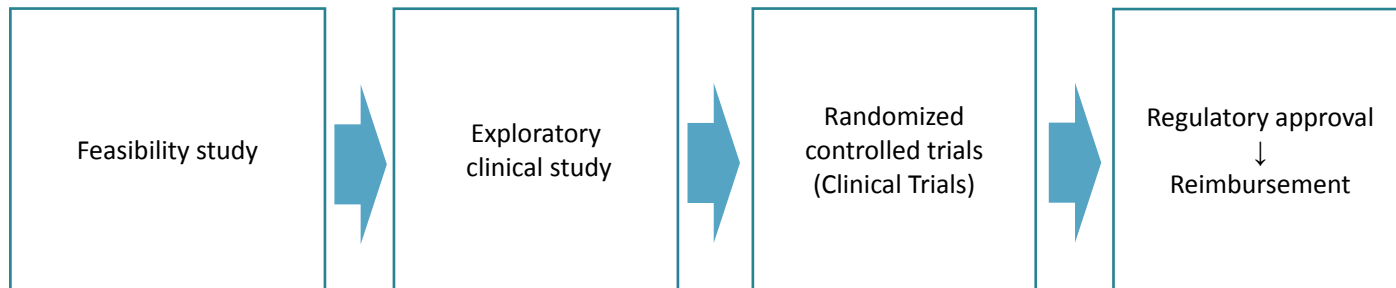 Feasibility study
Exploratory
clinical study
Randomized
controlled trials
(Clinical Trials)
Regulatory approval
↓
Reimbursement